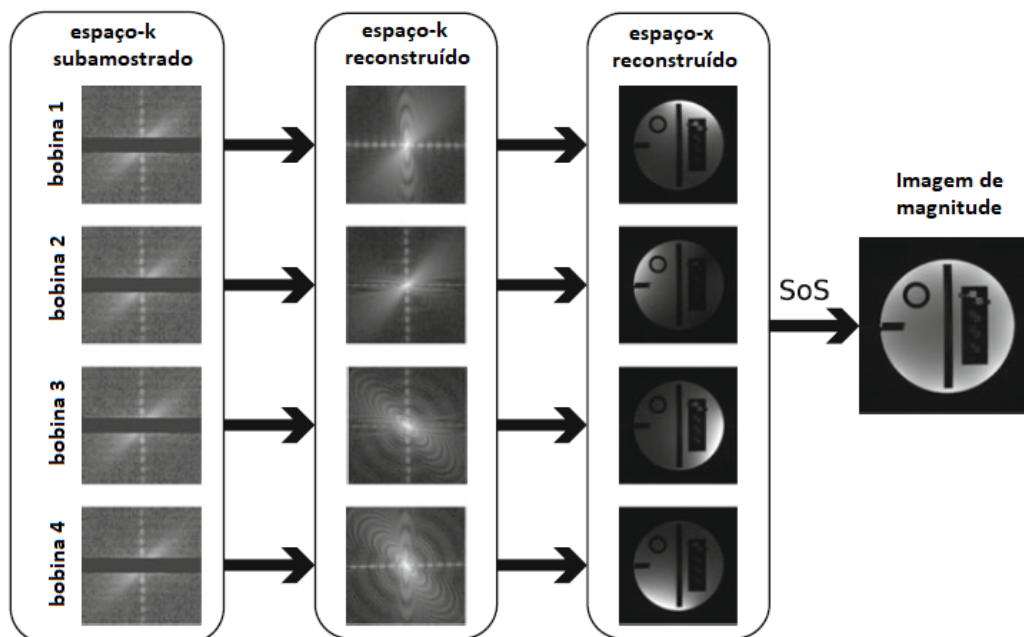 espaço-k
subamostrado
espaço-k
reconstruído
espaço-x
reconstruído
bobina 1
bobina 2
bobina 3
bobina 4
SoS
Imagem de
magnitude